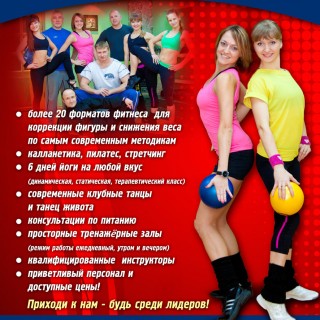 • более 20 форматов фитнеса для
коррекции фигуры и снижения веса
по самым современным методикам
• калланетика, пилатес, стретчинг
• 6 дней йоги на любой вкус
(динамическая, статическая, терапевтический класс)
• современные клубные танцы
и танец живота
• консультации по питанию
• просторные тренажёрные залы
(режим работы ежедневный, утром и вечером)
• квалифицированные инструкторы
• приветливый персонал и
доступные цены!
Приходи к нам - будь среди лидеров!